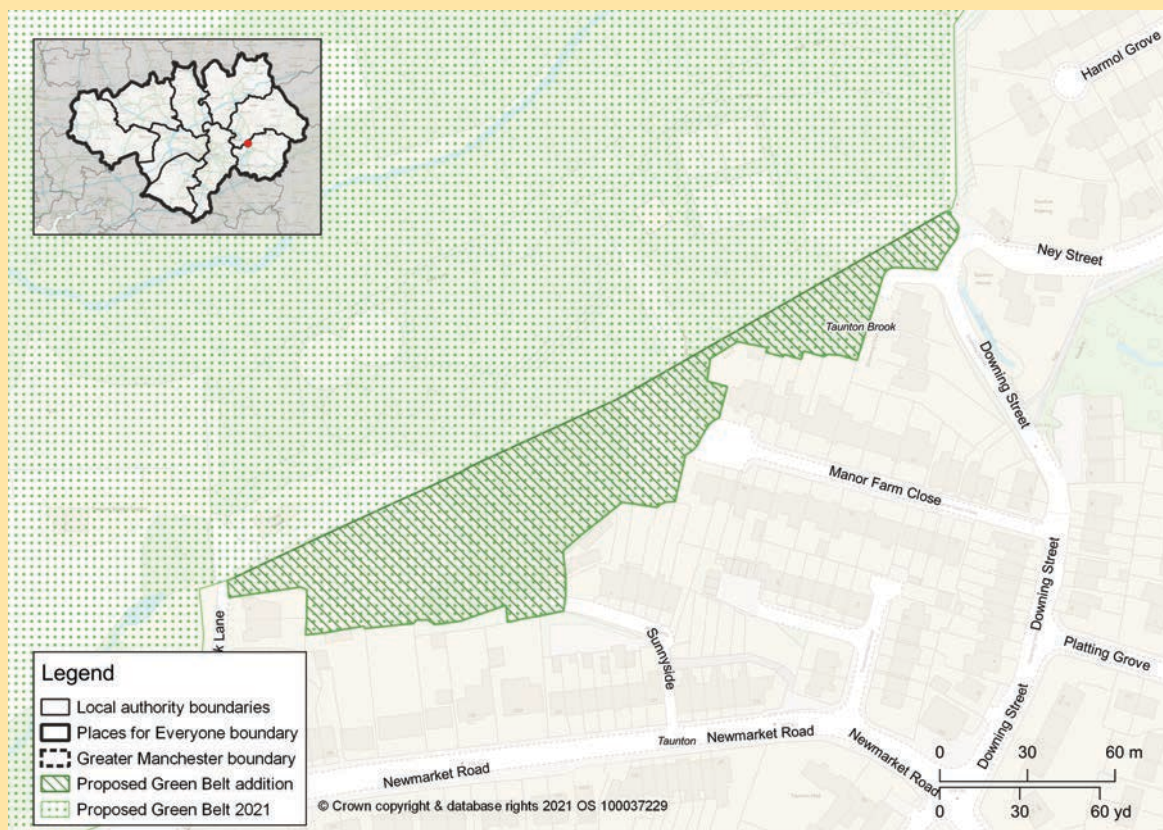 Harmol Grove
Ney Street
Taunton Brook
Downing Street
Manor Farm Close
Downing Street
Platting Grove
Sunnyside
k Lane
Downing Street
Taunton
Newmarket Road
Newmarket Road
Newmarket Road
Legend
Local authority boundaries
Places for Everyone boundary
Greater Manchester boundary
Proposed Green Belt addition
Proposed Green Belt 2021
© Crown copyright & database rights 2021 OS 100037229
0 30 60 m
0 30 60 yd